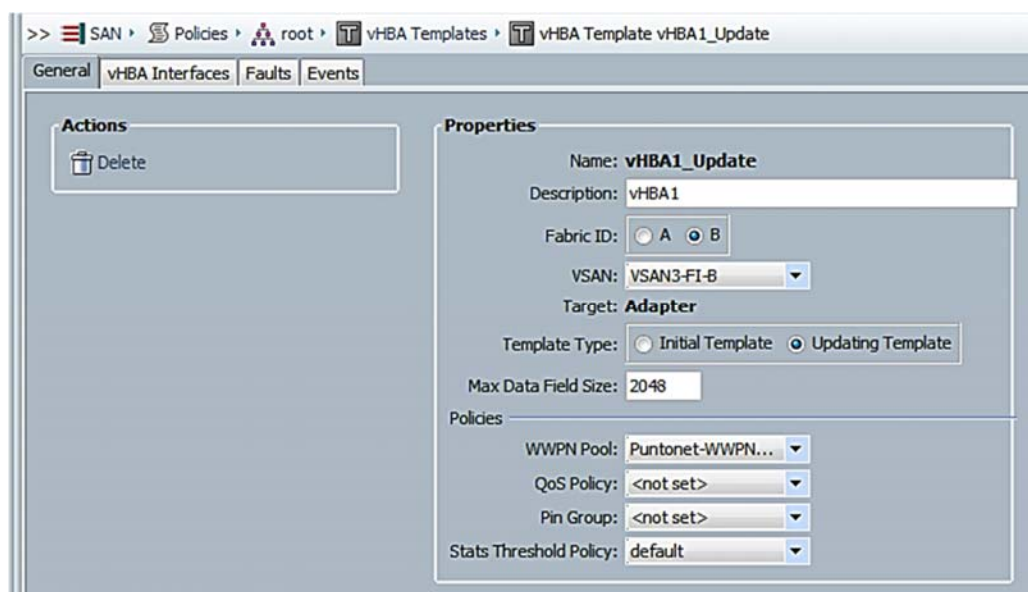 >> SAN › Policies › root › vHBA Templates › vHBA Template vHBA1_Update
General vHBA Interfaces Faults Events
Actions
Delete
Properties
Name: vHBA1_Update
Description: vHBA1
Fabric ID: A B
VSAN: VSAN3-FI-B
Target: Adapter
Template Type: Initial Template Updating Template
Max Data Field Size: 2048
Policies
WWPN Pool: Puntonet-WWPN...
QoS Policy: <not set>
Pin Group: <not set>
Stats Threshold Policy: default